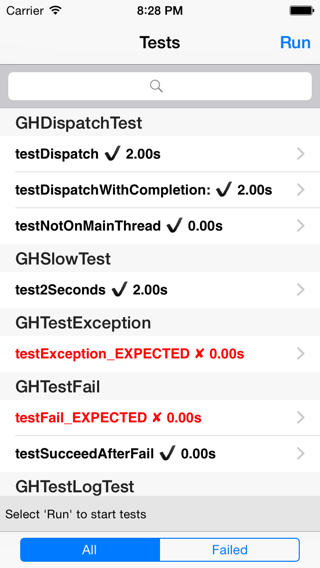 Carrier 8:28 PM
Tests Run
GHDispatchTest
testDispatch ✔ 2.00s
testDispatchWithCompletion: ✔ 2.00s
testNotOnMainThread ✔ 0.00s
GHSlowTest
test2Seconds ✔ 2.00s
GHTestException
testException_EXPECTED ✘ 0.00s
GHTestFail
testFail_EXPECTED ✘ 0.00s
testSucceedAfterFail ✔ 0.00s
GHTestLogTest
Select 'Run' to start tests
All Failed